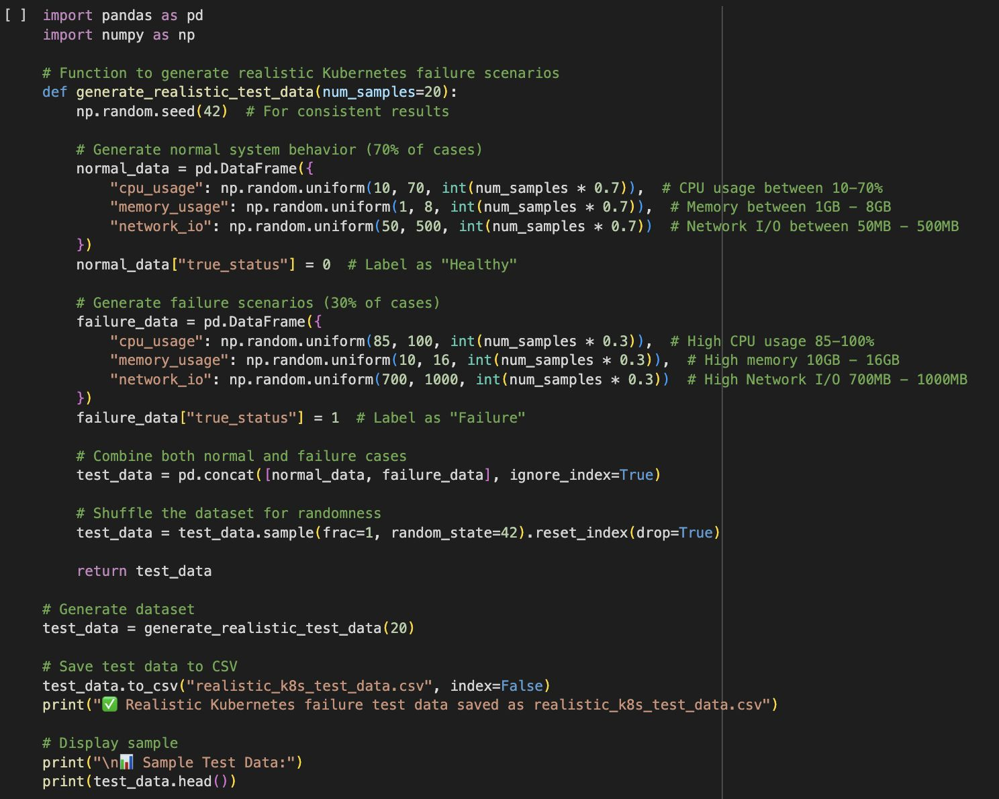 [ ] import pandas as pd
import numpy as np
# Function to generate realistic Kubernetes failure scenarios
def generate_realistic_test_data(num_samples=20):
    np.random.seed(42)  # For consistent results
    # Generate normal system behavior (70% of cases)
    normal_data = pd.DataFrame({
        "cpu_usage": np.random.uniform(10, 70, int(num_samples * 0.7)),  # CPU usage between 10-70%
        "memory_usage": np.random.uniform(1, 8, int(num_samples * 0.7)),  # Memory between 1GB - 8GB
        "network_io": np.random.uniform(50, 500, int(num_samples * 0.7))  # Network I/O between 50MB - 500MB
    })
    normal_data["true_status"] = 0  # Label as "Healthy"
    # Generate failure scenarios (30% of cases)
    failure_data = pd.DataFrame({
        "cpu_usage": np.random.uniform(85, 100, int(num_samples * 0.3)),  # High CPU usage 85-100%
        "memory_usage": np.random.uniform(10, 16, int(num_samples * 0.3)),  # High memory 10GB - 16GB
        "network_io": np.random.uniform(700, 1000, int(num_samples * 0.3))  # High Network I/O 700MB - 1000MB
    })
    failure_data["true_status"] = 1  # Label as "Failure"
    # Combine both normal and failure cases
    test_data = pd.concat([normal_data, failure_data], ignore_index=True)
    # Shuffle the dataset for randomness
    test_data = test_data.sample(frac=1, random_state=42).reset_index(drop=True)
    return test_data
# Generate dataset
test_data = generate_realistic_test_data(20)
# Save test data to CSV
test_data.to_csv("realistic_k8s_test_data.csv", index=False)
print("✅ Realistic Kubernetes failure test data saved as realistic_k8s_test_data.csv")
# Display sample
print("\n📊 Sample Test Data:")
print(test_data.head())